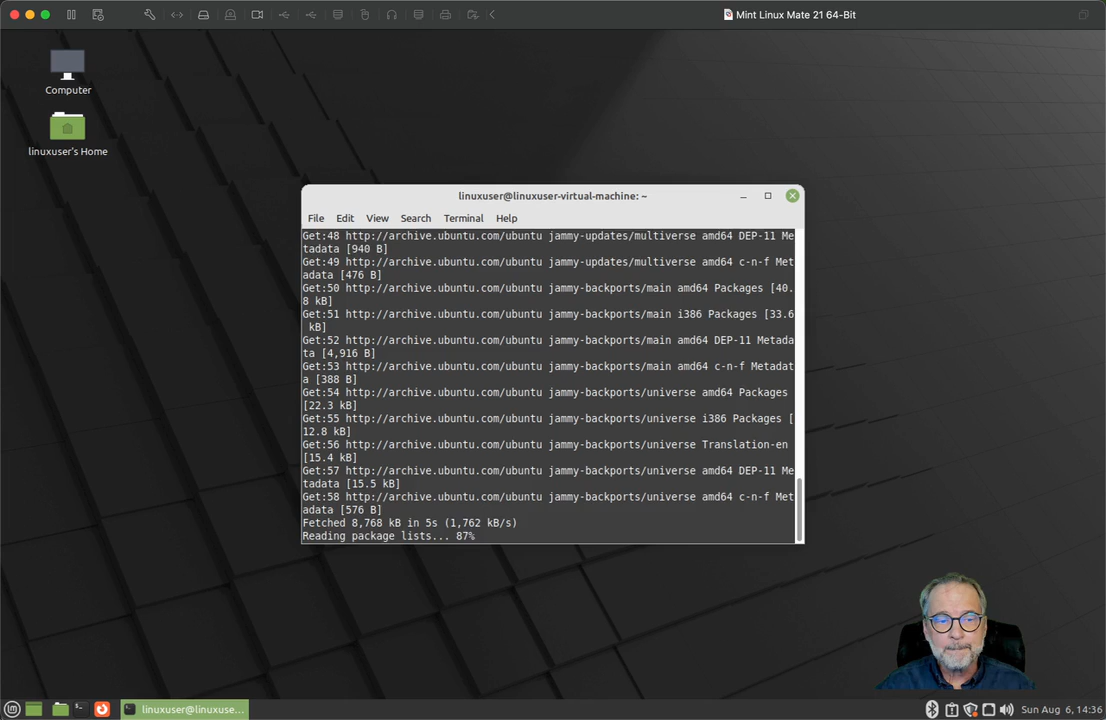 Mint Linux Mate 21 64-Bit
Computer
linuxuser's Home
linuxuser@linuxuser-virtual-machine: ~
File Edit View Search Terminal Help
Get:48 http://archive.ubuntu.com/ubuntu jammy-updates/multiverse amd64 DEP-11 Me
tadata [940 B]
Get:49 http://archive.ubuntu.com/ubuntu jammy-updates/multiverse amd64 c-n-f Met
adata [476 B]
Get:50 http://archive.ubuntu.com/ubuntu jammy-backports/main amd64 Packages [40.
8 kB]
Get:51 http://archive.ubuntu.com/ubuntu jammy-backports/main i386 Packages [33.6
 kB]
Get:52 http://archive.ubuntu.com/ubuntu jammy-backports/main amd64 DEP-11 Metada
ta [4,916 B]
Get:53 http://archive.ubuntu.com/ubuntu jammy-backports/main amd64 c-n-f Metadat
a [388 B]
Get:54 http://archive.ubuntu.com/ubuntu jammy-backports/universe amd64 Packages
[22.3 kB]
Get:55 http://archive.ubuntu.com/ubuntu jammy-backports/universe i386 Packages [
12.8 kB]
Get:56 http://archive.ubuntu.com/ubuntu jammy-backports/universe Translation-en
[15.4 kB]
Get:57 http://archive.ubuntu.com/ubuntu jammy-backports/universe amd64 DEP-11 Me
tadata [15.5 kB]
Get:58 http://archive.ubuntu.com/ubuntu jammy-backports/universe amd64 c-n-f Met
adata [576 B]
Fetched 8,768 kB in 5s (1,762 kB/s)
Reading package lists... 87%
linuxuser@linuxuse...
Sun Aug 6, 14:36